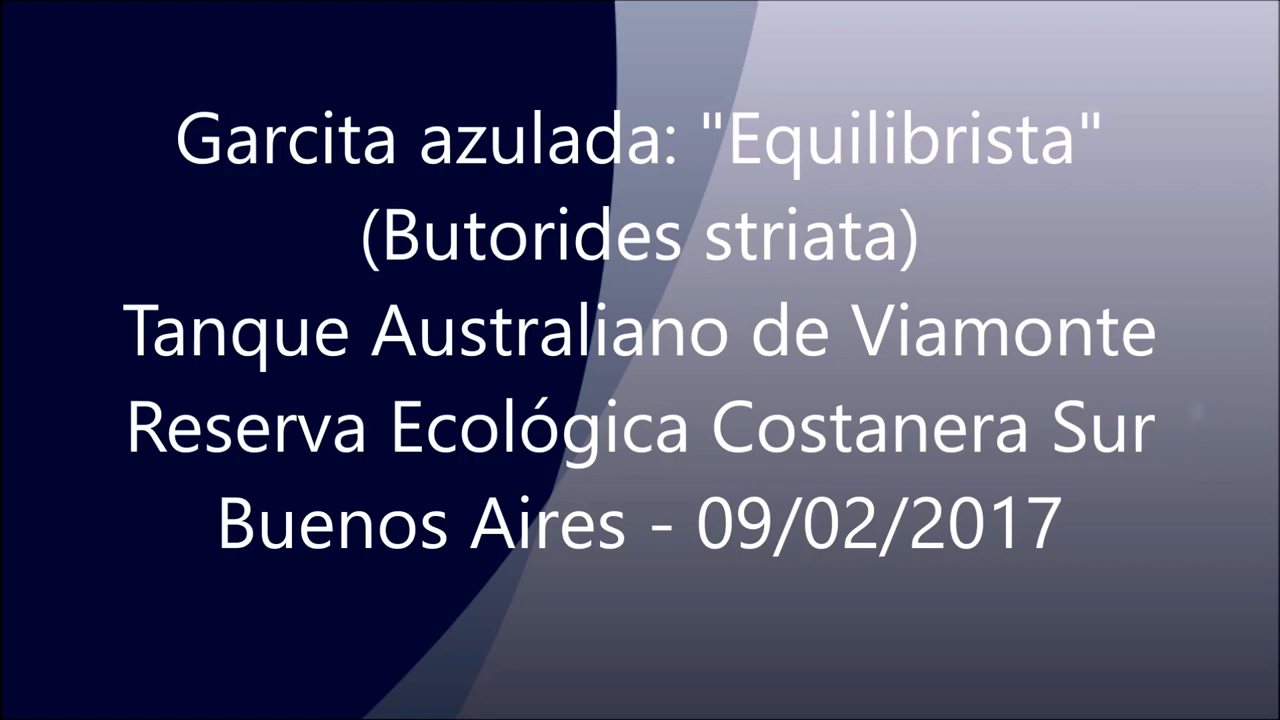 Garcita azulada: "Equilibrista"
(Butorides striata)
Tanque Australiano de Viamonte
Reserva Ecológica Costanera Sur
Buenos Aires - 09/02/2017